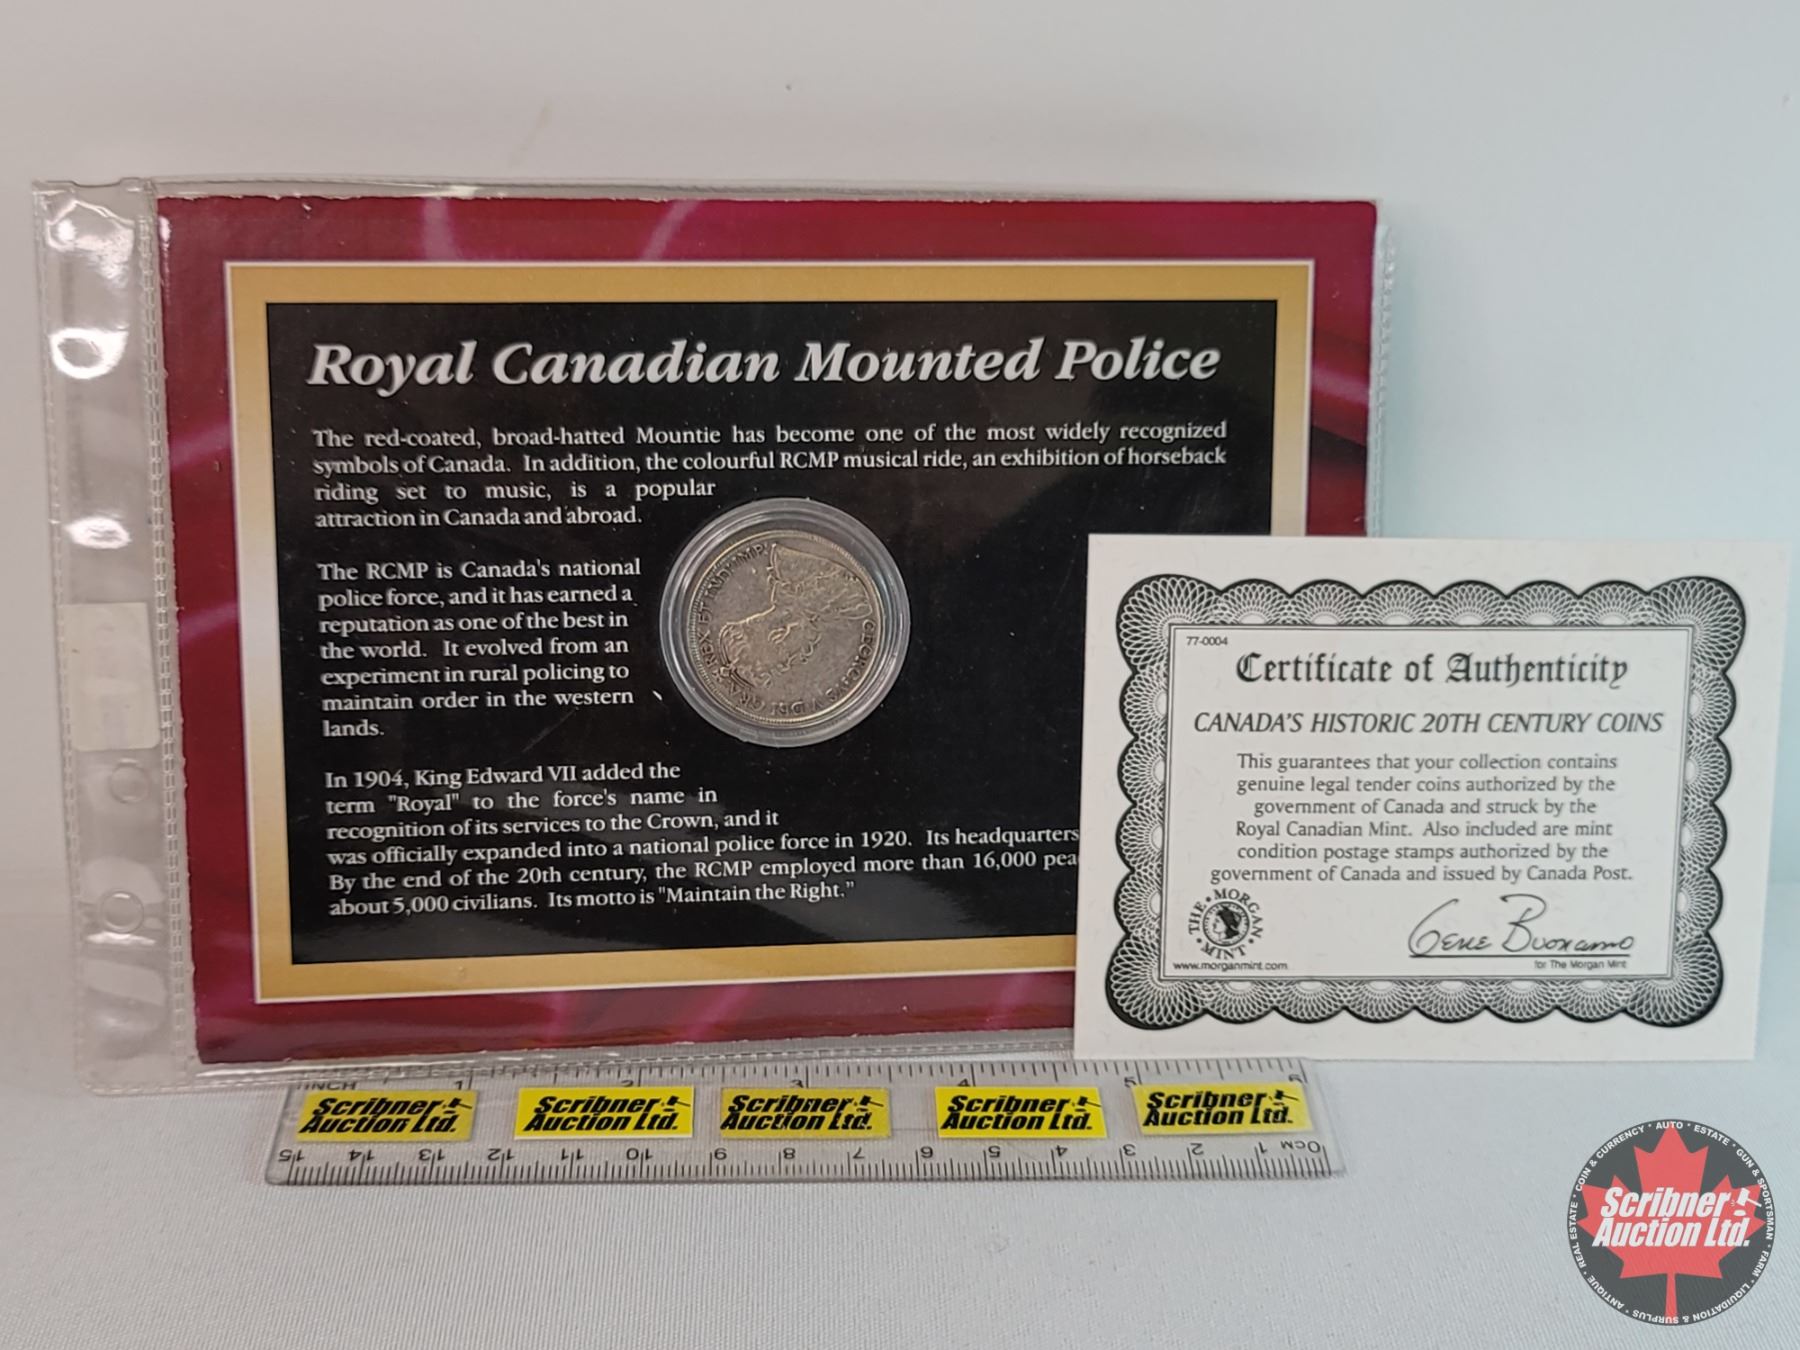 Royal Canadian Mounted Police
The red-coated, broad-hatted Mountie has become one of the most widely recognized
symbols of Canada. In addition, the colourful RCMP musical ride, an exhibition of horseback
riding set to music, is a popular
attraction in Canada and abroad.
The RCMP is Canada's national
police force, and it has earned a
reputation as one of the best in
the world. It evolved from an
experiment in rural policing to
maintain order in the western
lands.
In 1904, King Edward VII added the
term "Royal" to the force's name in
recognition of its services to the Crown, and it
was officially expanded into a national police force in 1920. Its headquarters
By the end of the 20th century, the RCMP employed more than 16,000 pea
about 5,000 civilians. Its motto is "Maintain the Right."
GEORGIVS V DEI GRA: REX ET IND:IMP:
77-0004
Certificate of Authenticity
CANADA'S HISTORIC 20TH CENTURY COINS
This guarantees that your collection contains
genuine legal tender coins authorized by the
government of Canada and struck by the
Royal Canadian Mint. Also included are mint
condition postage stamps authorized by the
government of Canada and issued by Canada Post.
THE MORGAN MINT
www.morganmint.com
Gene Buonanno
for The Morgan Mint
INCH 1 2 3 4 5 6
Scribner Auction Ltd.
Scribner Auction Ltd.
Scribner Auction Ltd.
Scribner Auction Ltd.
Scribner Auction Ltd.
15 14 13 12 11 10 9 8 7 6 5 4 3 2 1 0CM
COIN & CURRENCY • AUTO • ESTATE • GUN & SPORTSMAN • FARM • LIQUIDATION & SURPLUS • ANTIQUE • REAL ESTATE
Scribner
Auction Ltd.